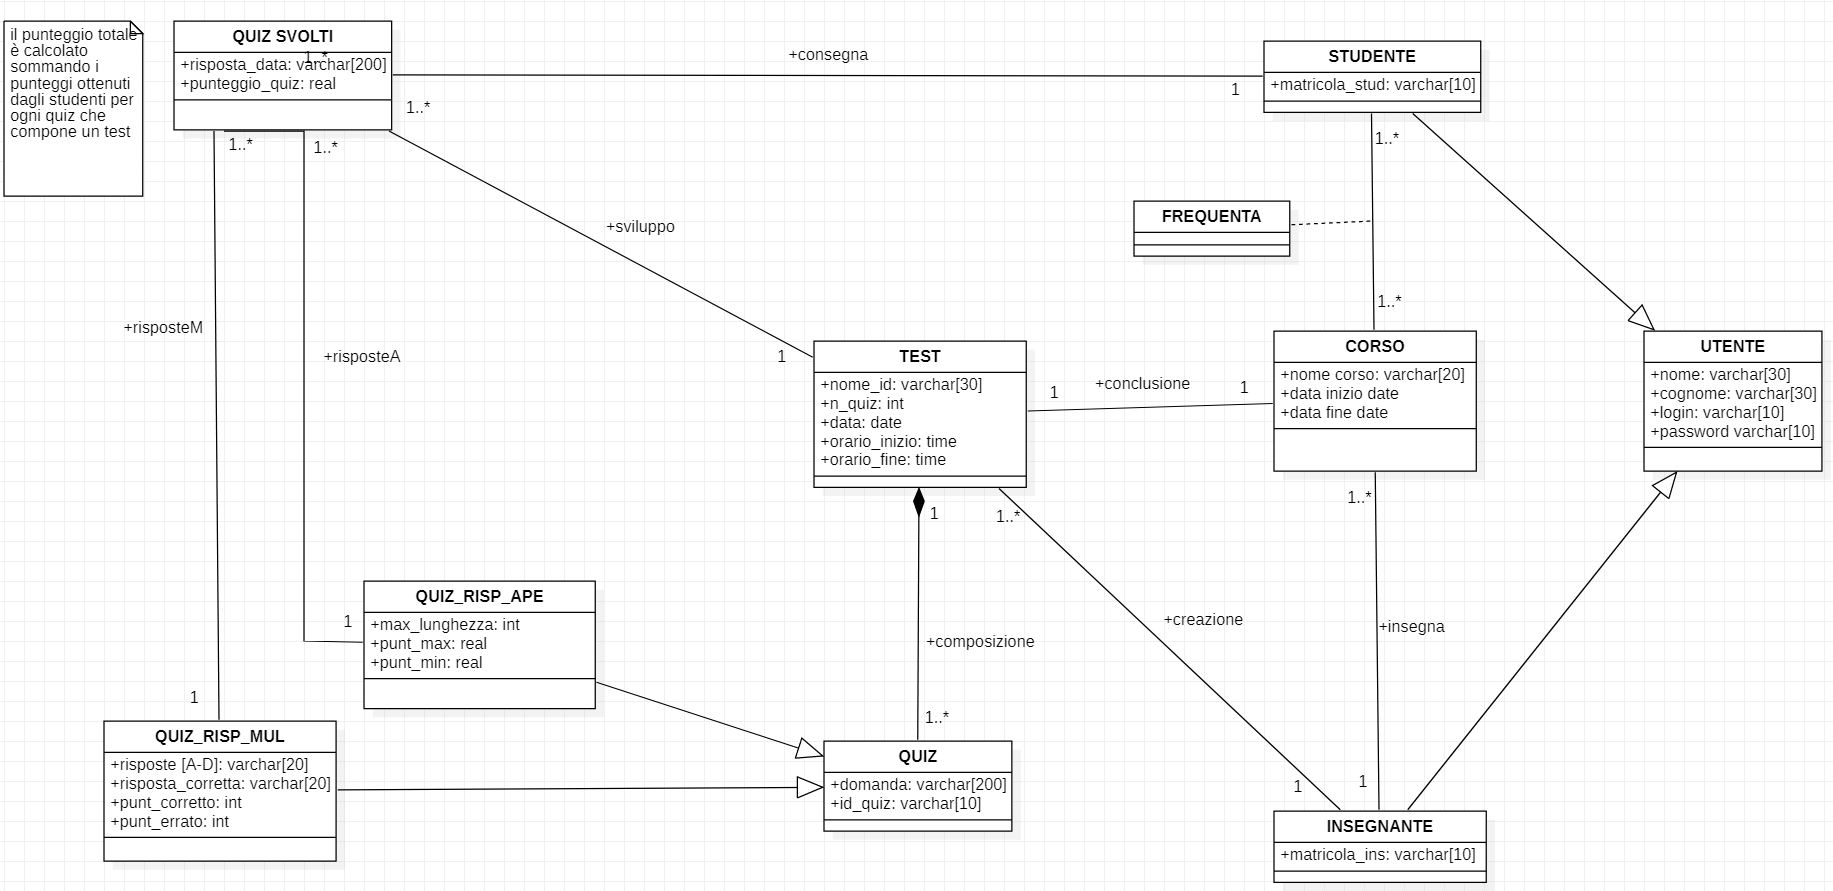 il punteggio totale
è calcolato
sommando i
punteggi ottenuti
dagli studenti per
ogni quiz che
compone un test
QUIZ SVOLTI
1..*
+risposta_data: varchar[200]
+punteggio_quiz: real
+consegna
1
1..*
STUDENTE
+matricola_stud: varchar[10]
1..*
1..*
1..*
FREQUENTA
+sviluppo
1..*
+risposteM
+risposteA
1
TEST
+nome_id: varchar[30]
+n_quiz: int
+data: date
+orario_inizio: time
+orario_fine: time
1
+conclusione
1
CORSO
+nome corso: varchar[20]
+data inizio date
+data fine date
UTENTE
+nome: varchar[30]
+cognome: varchar[30]
+login: varchar[10]
+password varchar[10]
1
1..*
1..*
QUIZ_RISP_APE
+max_lunghezza: int
+punt_max: real
+punt_min: real
1
+composizione
+creazione
+insegna
1
1..*
QUIZ_RISP_MUL
+risposte [A-D]: varchar[20]
+risposta_corretta: varchar[20]
+punt_corretto: int
+punt_errato: int
QUIZ
+domanda: varchar[200]
+id_quiz: varchar[10]
1
1
INSEGNANTE
+matricola_ins: varchar[10]